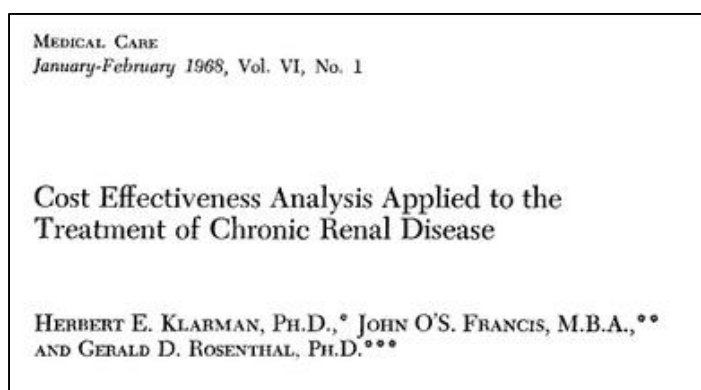 MEDICAL CARE
January-February 1968, Vol. VI, No. 1
Cost Effectiveness Analysis Applied to the
Treatment of Chronic Renal Disease
HERBERT E. KLARMAN, PH.D.,* JOHN O'S. FRANCIS, M.B.A.,**
AND GERALD D. ROSENTHAL, PH.D.***